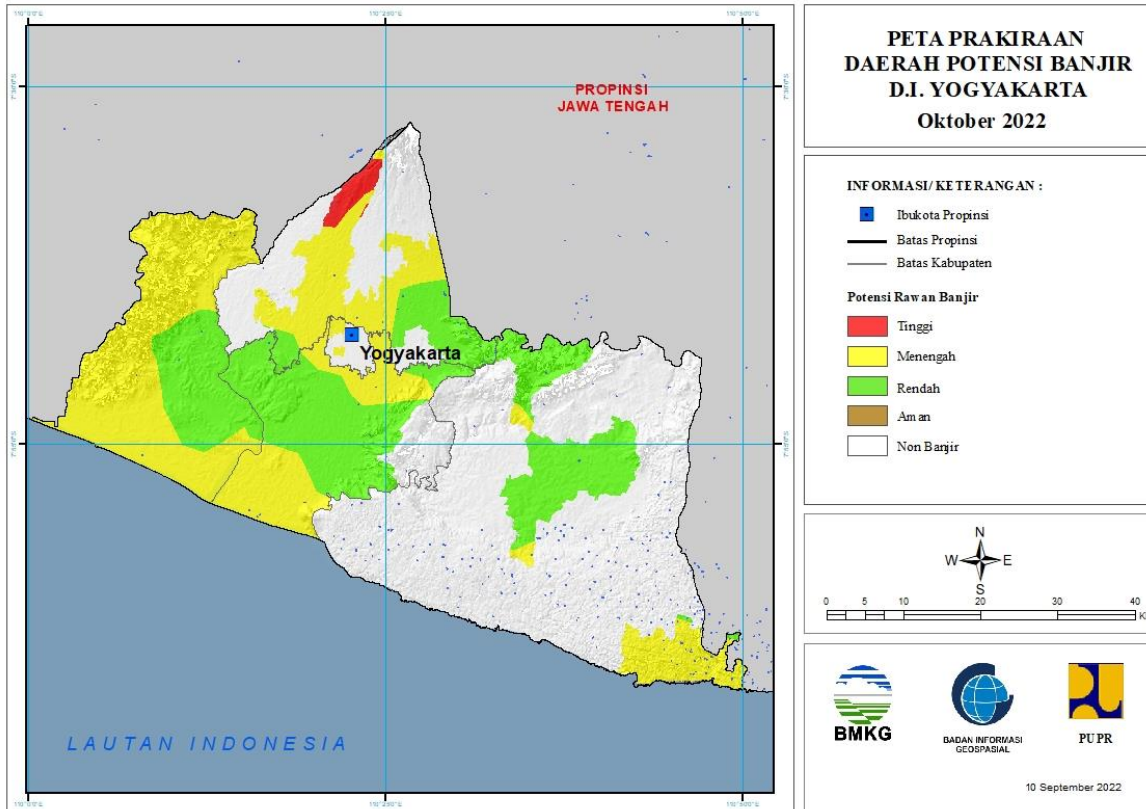 PROPINSI
JAWA TENGAH
Yogyakarta
LAUTAN INDONESIA
PETA PRAKIRAAN
DAERAH POTENSI BANJIR
D.I. YOGYAKARTA
Oktober 2022
INFORMASI/ KETERANGAN :
Ibukota Propinsi
Batas Propinsi
Batas Kabupaten
Potensi Rawan Banjir
Tinggi
Menengah
Rendah
Aman
Non Banjir
N
W E
S
0 5 10 20 30 40
BMKG
BADAN INFORMASI
GEOSPASIAL
PUPR
10 September 2022